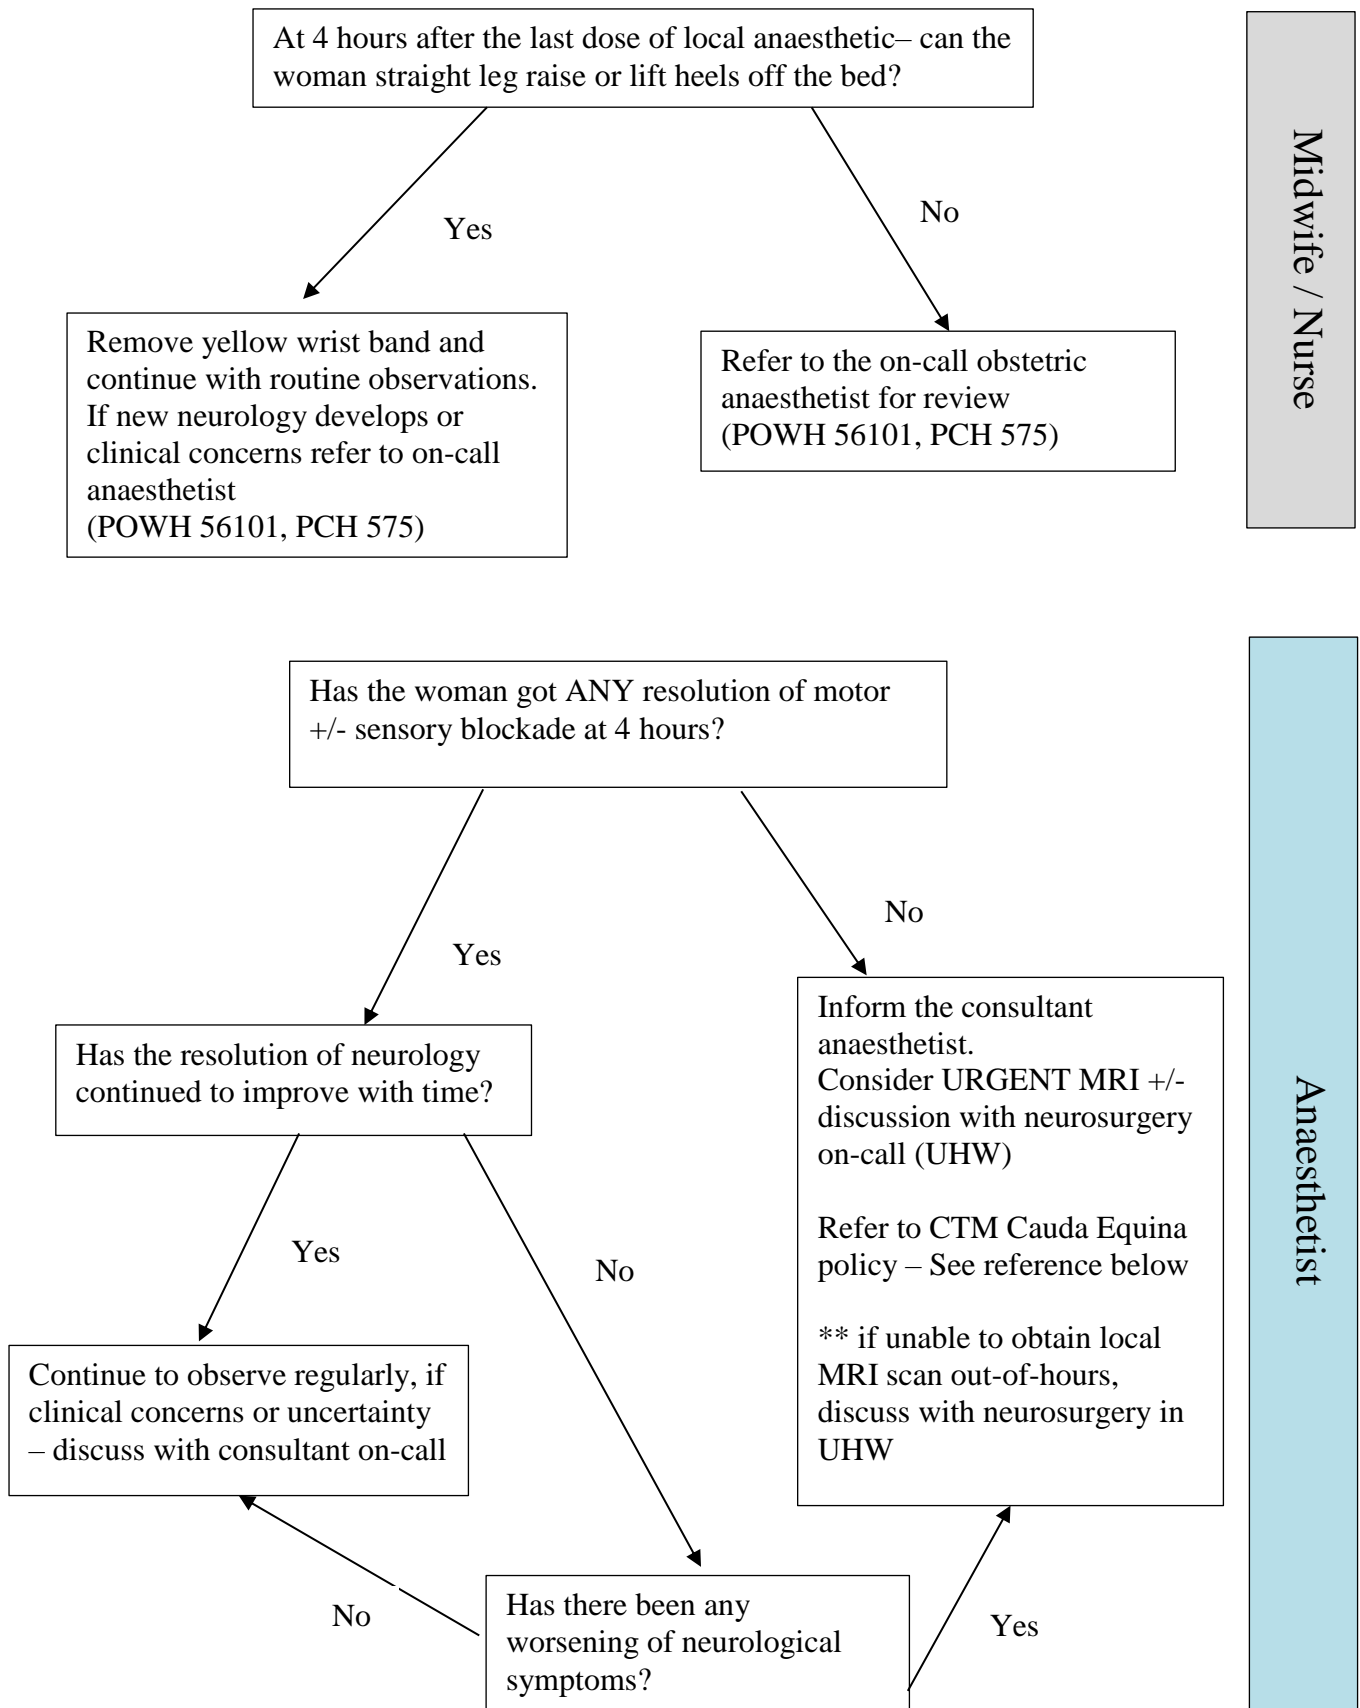 At 4 hours after the last dose of local anaesthetic– can the
woman straight leg raise or lift heels off the bed?
Yes
No
Remove yellow wrist band and
continue with routine observations.
If new neurology develops or
clinical concerns refer to on-call
anaesthetist
(POWH 56101, PCH 575)
Refer to the on-call obstetric
anaesthetist for review
(POWH 56101, PCH 575)
Midwife / Nurse
Has the woman got ANY resolution of motor
+/- sensory blockade at 4 hours?
Yes
No
Has the resolution of neurology
continued to improve with time?
Inform the consultant
anaesthetist.
Consider URGENT MRI +/-
discussion with neurosurgery
on-call (UHW)
Refer to CTM Cauda Equina
policy – See reference below
** if unable to obtain local
MRI scan out-of-hours,
discuss with neurosurgery in
UHW
Yes
No
Continue to observe regularly, if
clinical concerns or uncertainty
– discuss with consultant on-call
No
Has there been any
worsening of neurological
symptoms?
Yes
Anaesthetist